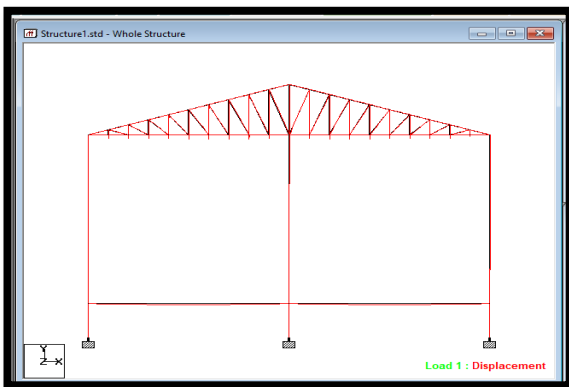 Structure1.std - Whole Structure
Y
Z X
Load 1 : Displacement